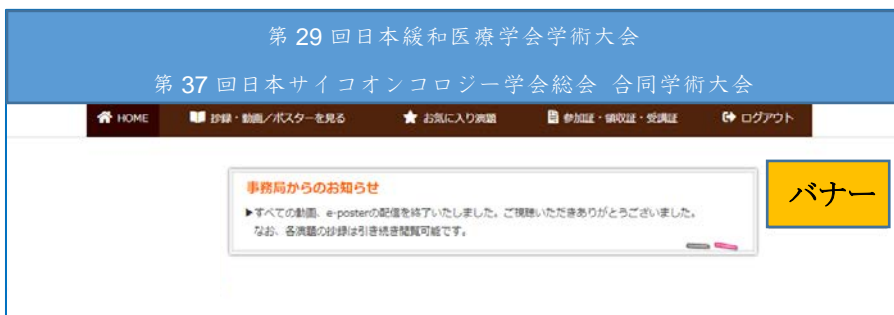 第 29 回日本緩和医療学会学術大会
第 37 回日本サイコオンコロジー学会総会 合同学術大会
HOME 抄録・動画／ポスターを見る お気に入り演題 参加証・領収証・受講証 ログアウト
事務局からのお知らせ
▶すべての動画、e-posterの配信を終了いたしました。ご視聴いただきありがとうございました。
なお、各演題の抄録は引き続き閲覧可能です。
バナー